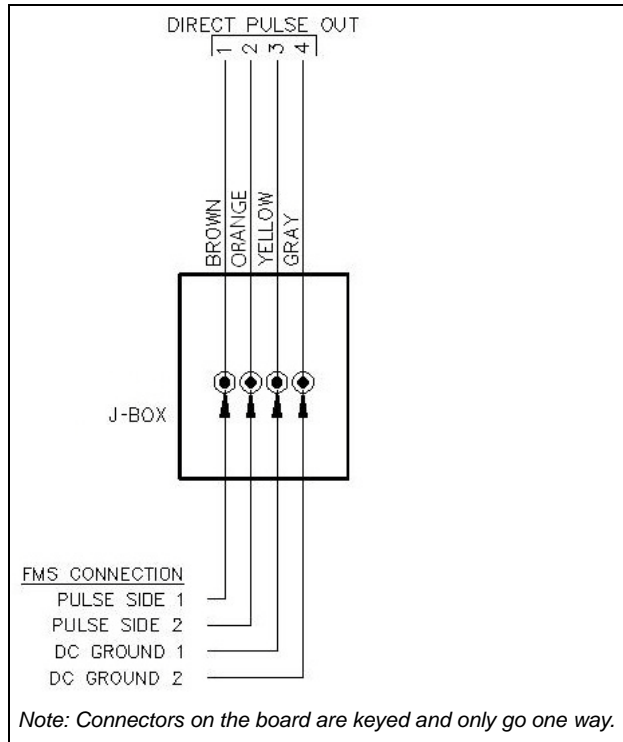 DIRECT PULSE OUT
1 2 3 4
BROWN
ORANGE
YELLOW
GRAY
J-BOX
FMS CONNECTION
PULSE SIDE 1
PULSE SIDE 2
DC GROUND 1
DC GROUND 2
Note: Connectors on the board are keyed and only go one way.